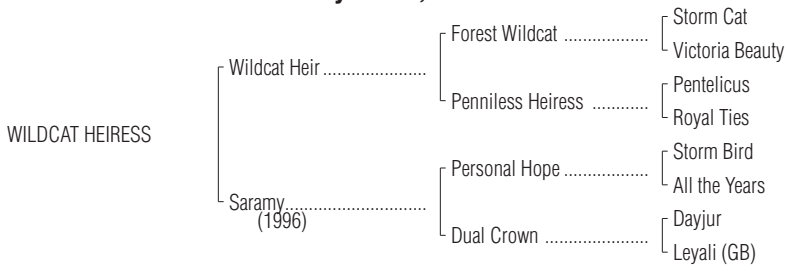 Storm Cat
Forest Wildcat ...................
Victoria Beauty
Wildcat Heir.......................
Pentelicus
Penniless Heiress ............
Royal Ties
WILDCAT HEIRESS
Storm Bird
Personal Hope ...................
All the Years
Saramy...............................
(1996)
Dayjur
Dual Crown .......................
Leyali (GB)